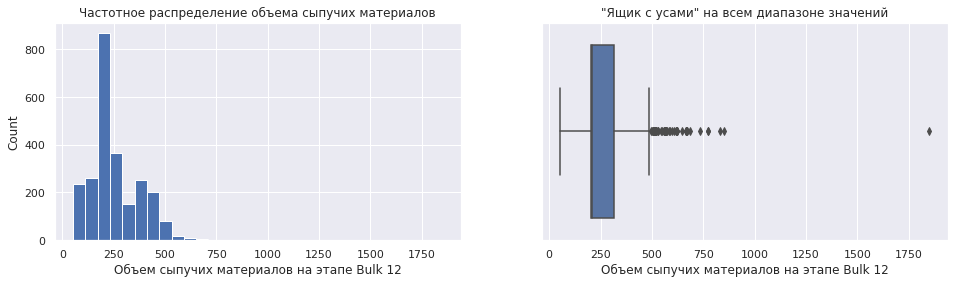 Частотное распределение объема сыпучих материалов
800
600
400
200
0
Count
0 250 500 750 1000 1250 1500 1750
Объем сыпучих материалов на этапе Bulk 12
"Ящик с усами" на всем диапазоне значений
0 250 500 750 1000 1250 1500 1750
Объем сыпучих материалов на этапе Bulk 12